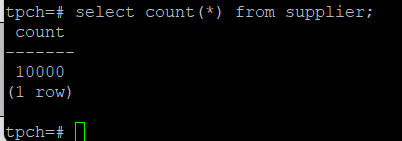 tpch=# select count(*) from supplier;
 count
-------
 10000
(1 row)
tpch=#